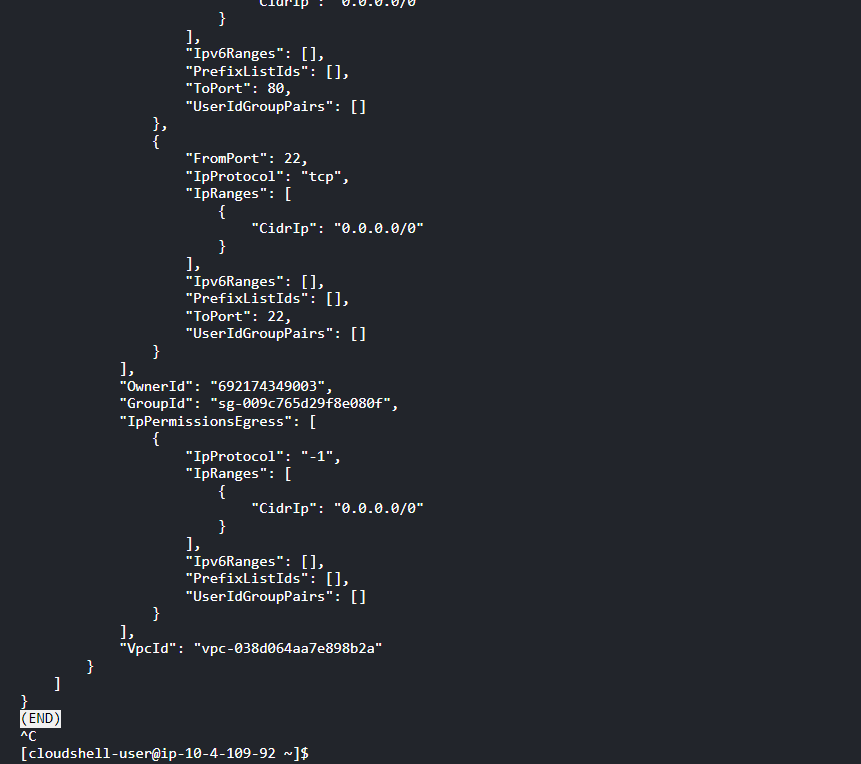 "CidrIp": "0.0.0.0/0"
}
],
"Ipv6Ranges": [],
"PrefixListIds": [],
"ToPort": 80,
"UserIdGroupPairs": []
},
{
"FromPort": 22,
"IpProtocol": "tcp",
"IpRanges": [
{
"CidrIp": "0.0.0.0/0"
}
],
"Ipv6Ranges": [],
"PrefixListIds": [],
"ToPort": 22,
"UserIdGroupPairs": []
}
],
"OwnerId": "692174349003",
"GroupId": "sg-009c765d29f8e080f",
"IpPermissionsEgress": [
{
"IpProtocol": "-1",
"IpRanges": [
{
"CidrIp": "0.0.0.0/0"
}
],
"Ipv6Ranges": [],
"PrefixListIds": [],
"UserIdGroupPairs": []
}
],
"VpcId": "vpc-038d064aa7e898b2a"
}
]
}
(END)
^C
[cloudshell-user@ip-10-4-109-92 ~]$